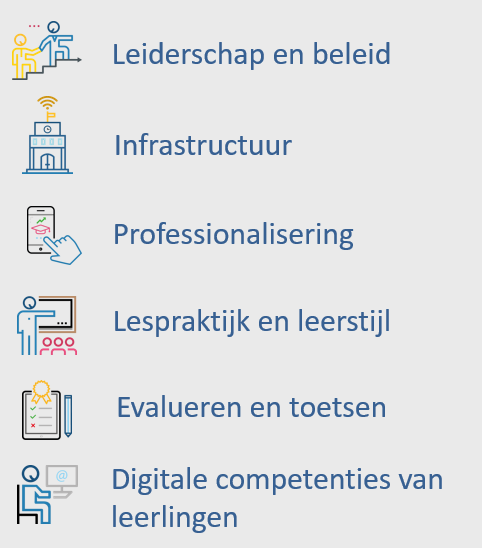 Leiderschap en beleid
Infrastructuur
Professionalisering
Lespraktijk en leerstijl
Evalueren en toetsen
@
Digitale competenties van
leerlingen